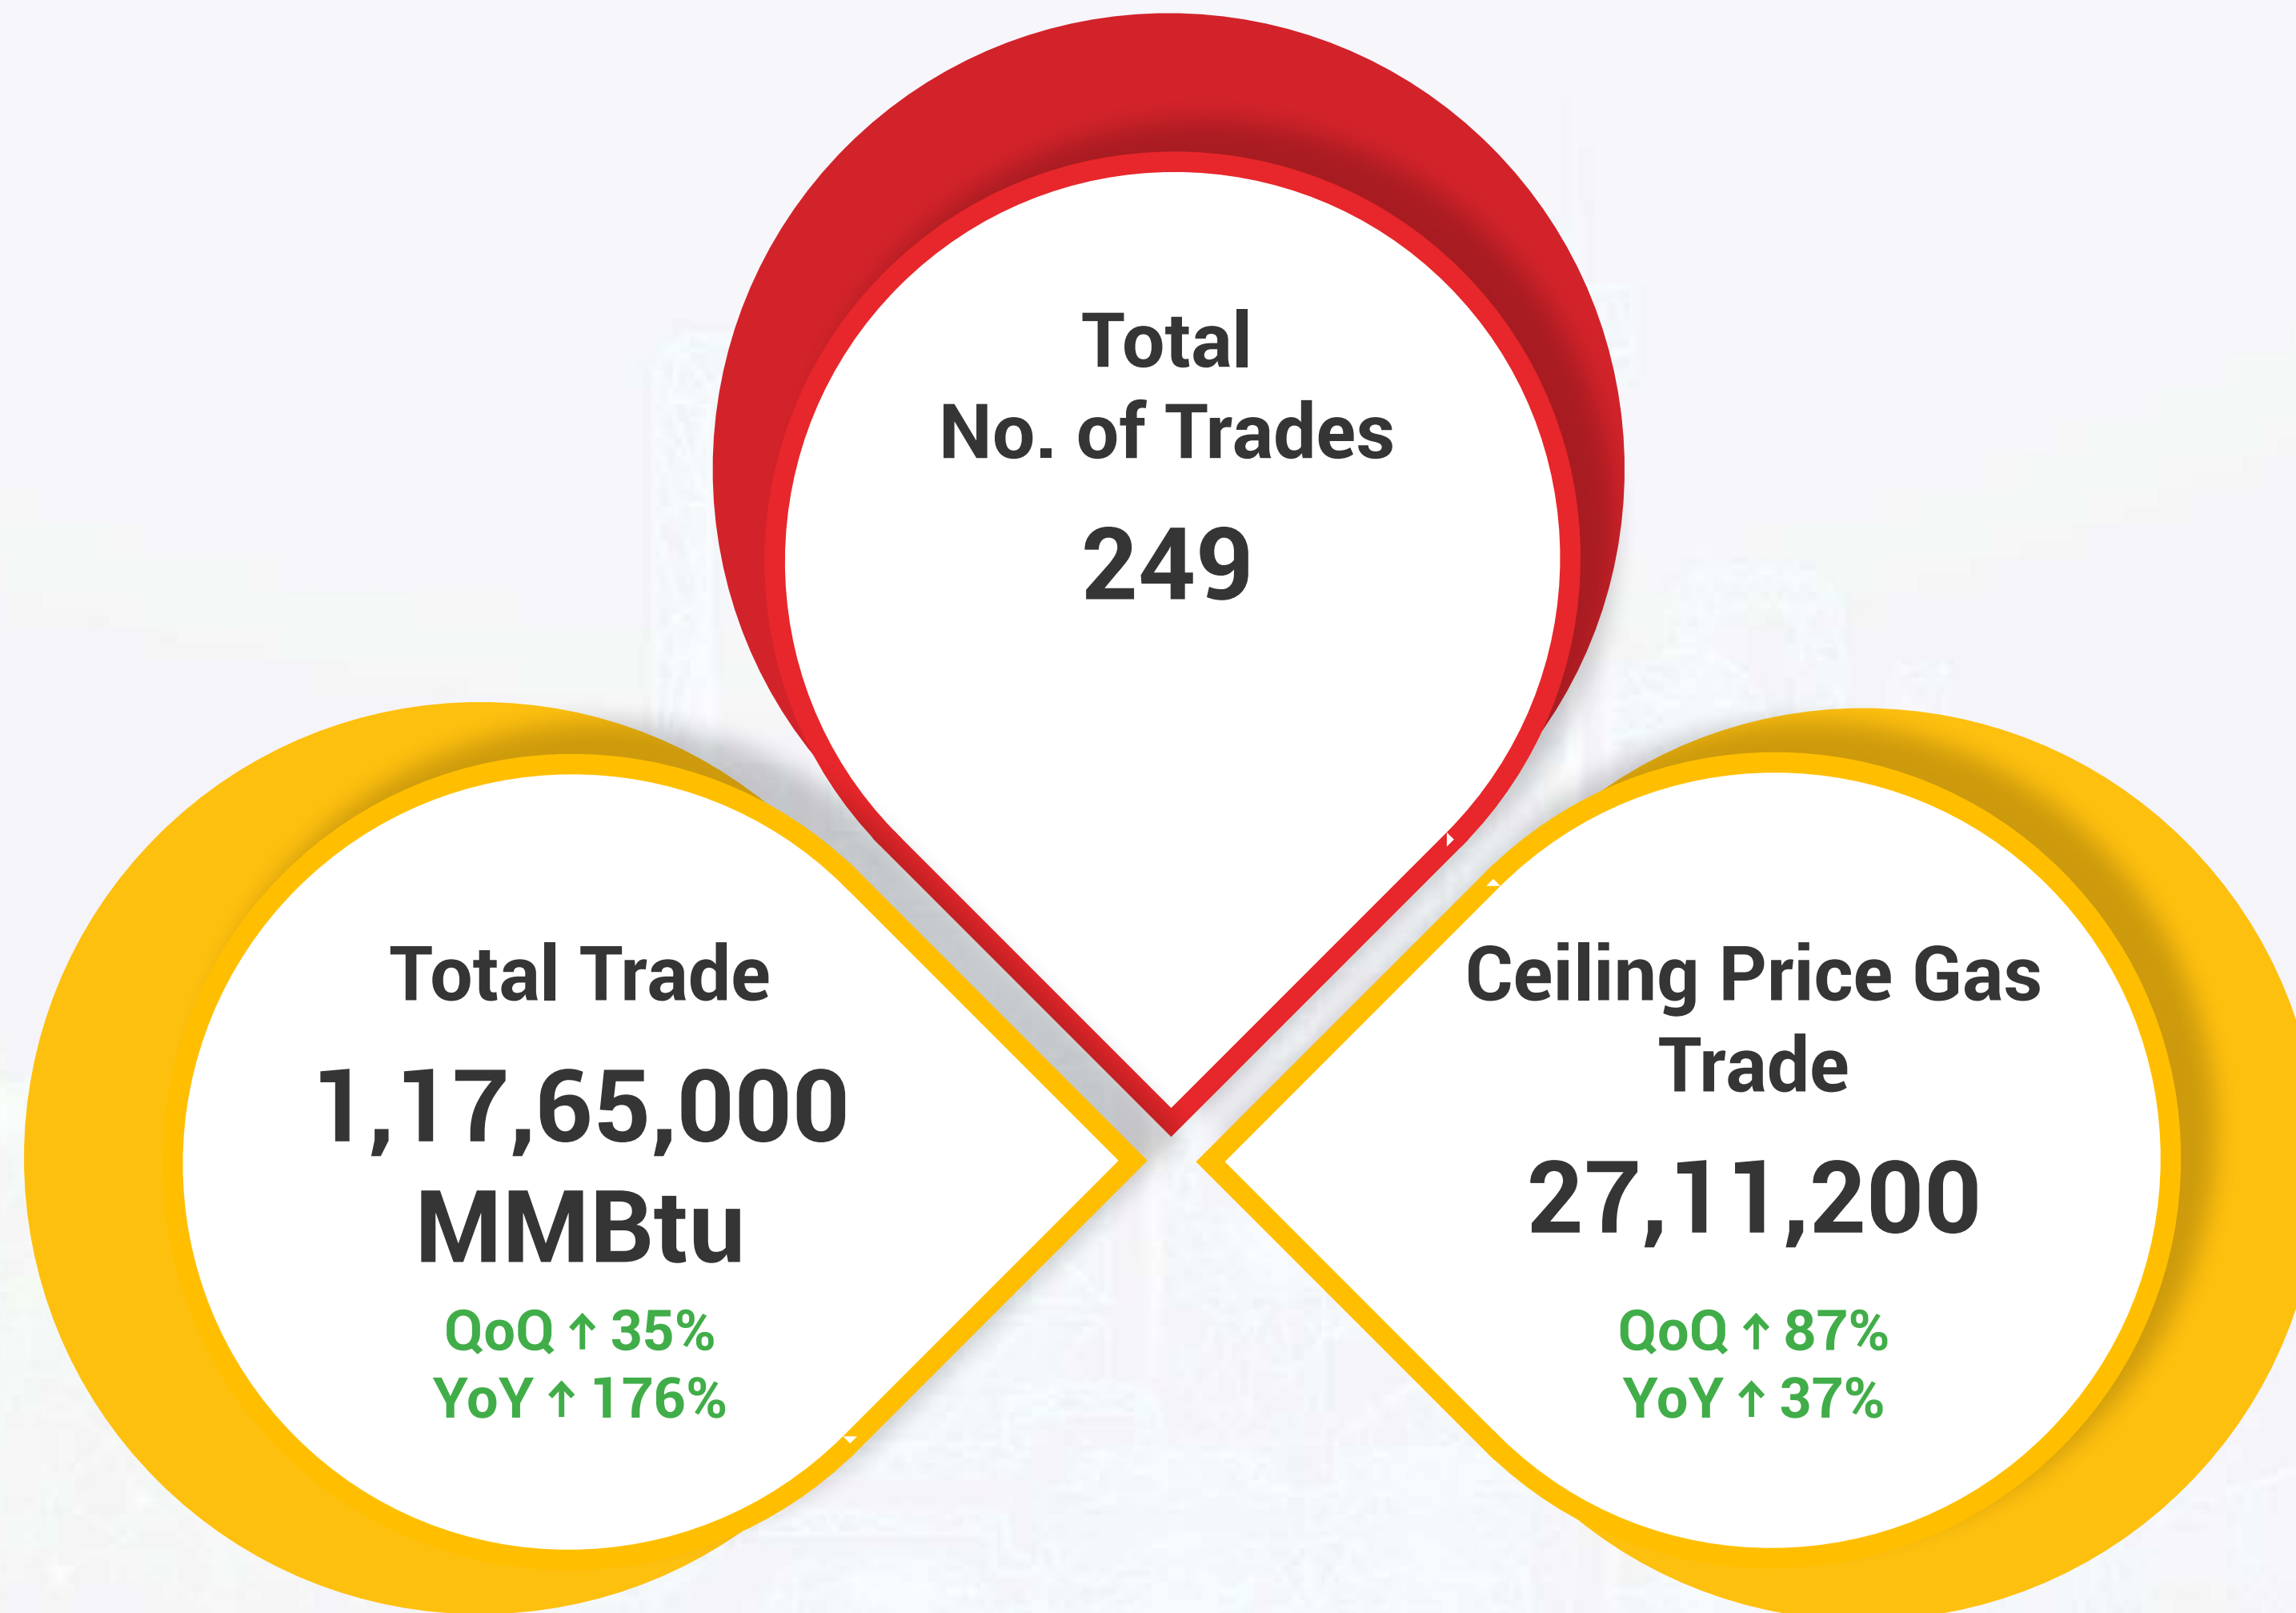 Total
No. of Trades
249
Total Trade
1,17,65,000
MMBtu
QoQ ↑ 35%
YoY ↑ 176%
Ceiling Price Gas
Trade
27,11,200
QoQ ↑ 87%
YoY ↑ 37%